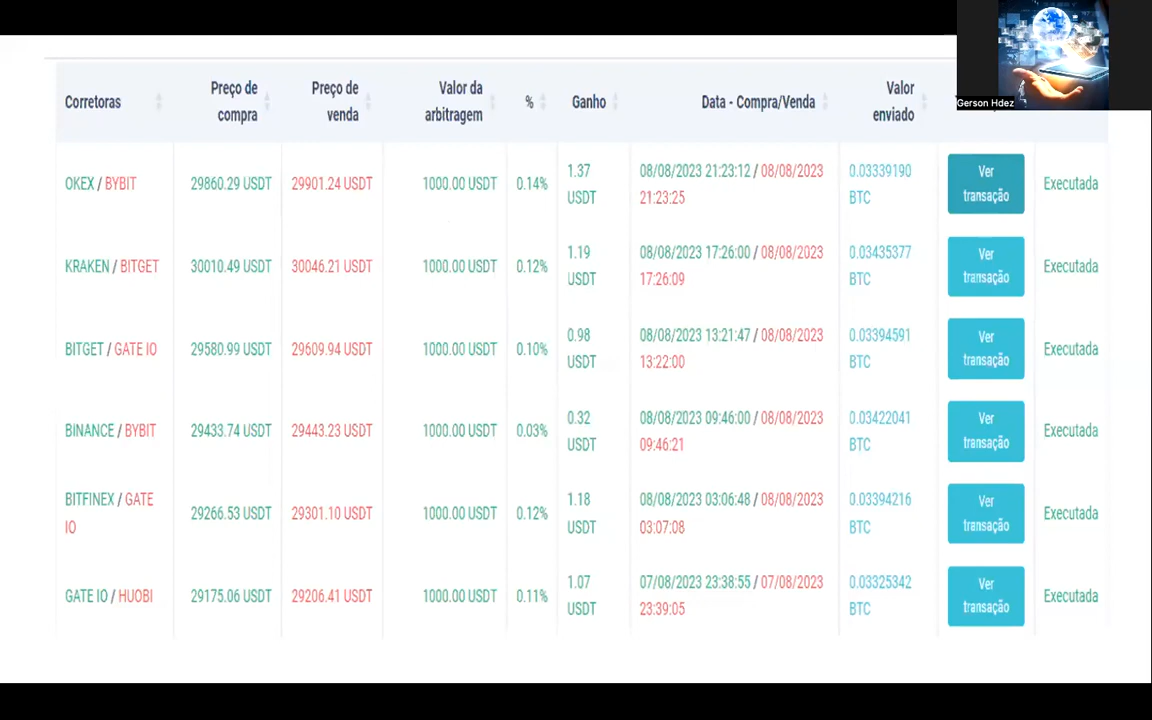 Corretoras
Preço de
compra
Preço de
venda
Valor da
arbitragem
%
Ganho
Data - Compra/Venda
Valor
enviado
Gerson Hdez
OKEX / BYBIT
29860.29 USDT
29901.24 USDT
1000.00 USDT
0.14%
1.37
USDT
08/08/2023 21:23:12 / 08/08/2023
21:23:25
0.03339190
BTC
Ver
transação
Executada
KRAKEN / BITGET
30010.49 USDT
30046.21 USDT
1000.00 USDT
0.12%
1.19
USDT
08/08/2023 17:26:00 / 08/08/2023
17:26:09
0.03435377
BTC
Ver
transação
Executada
BITGET / GATE IO
29580.99 USDT
29609.94 USDT
1000.00 USDT
0.10%
0.98
USDT
08/08/2023 13:21:47 / 08/08/2023
13:22:00
0.03394591
BTC
Ver
transação
Executada
BINANCE / BYBIT
29433.74 USDT
29443.23 USDT
1000.00 USDT
0.03%
0.32
USDT
08/08/2023 09:46:00 / 08/08/2023
09:46:21
0.03422041
BTC
Ver
transação
Executada
BITFINEX / GATE
IO
29266.53 USDT
29301.10 USDT
1000.00 USDT
0.12%
1.18
USDT
08/08/2023 03:06:48 / 08/08/2023
03:07:08
0.03394216
BTC
Ver
transação
Executada
GATE IO / HUOBI
29175.06 USDT
29206.41 USDT
1000.00 USDT
0.11%
1.07
USDT
07/08/2023 23:38:55 / 07/08/2023
23:39:05
0.03325342
BTC
Ver
transação
Executada